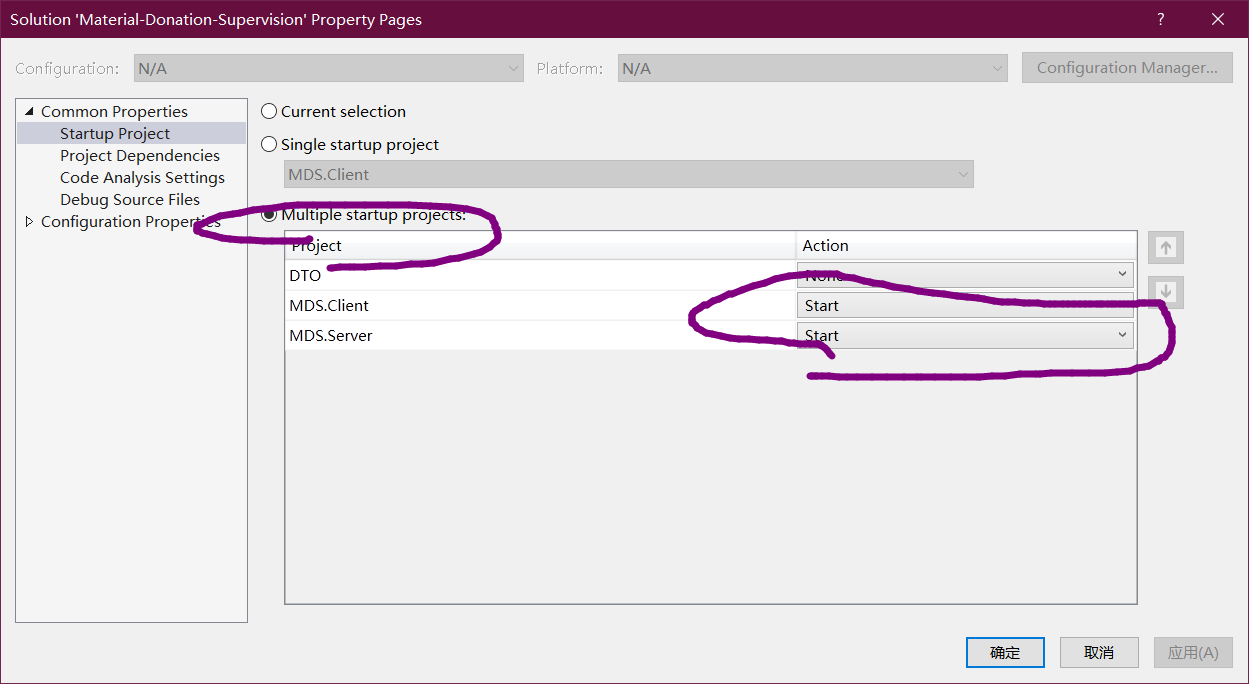 Solution 'Material-Donation-Supervision' Property Pages ?
Configuration: N/A Platform: N/A Configuration Manager...
Common Properties
Startup Project
Project Dependencies
Code Analysis Settings
Debug Source Files
Configuration Properties
Current selection
Single startup project
MDS.Client
Multiple startup projects:
Project Action
DTO None
MDS.Client Start
MDS.Server Start
确定 取消 应用(A)